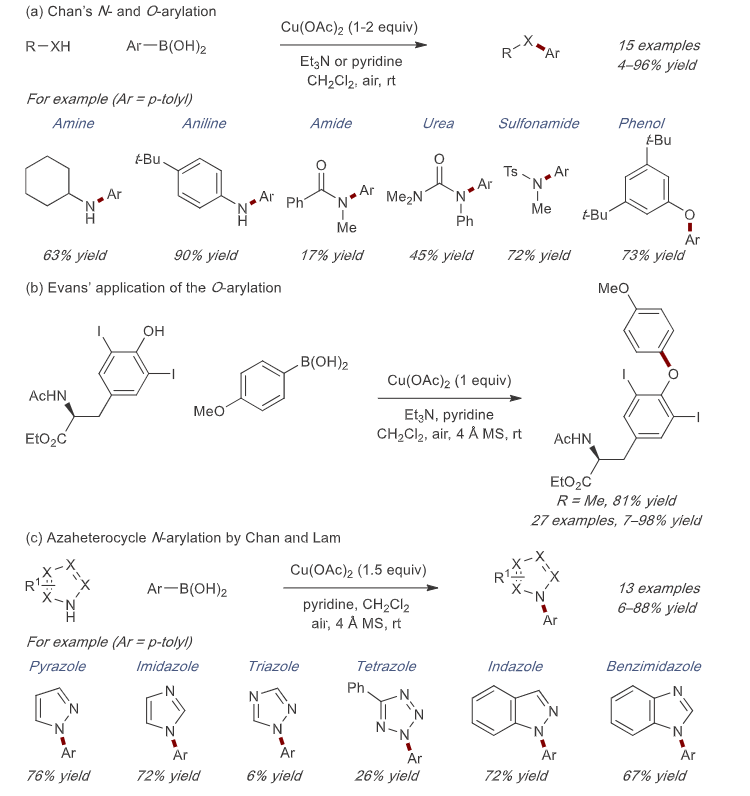 (a) Chan's N- and O-arylation
R–XH
Ar–B(OH)2
Cu(OAc)2 (1-2 equiv)
Et3N or pyridine
CH2Cl2, air, rt
R X Ar
15 examples
4–96% yield
For example (Ar = p-tolyl)
Amine
Aniline
Amide
Urea
Sulfonamide
Phenol
N H Ar
t-Bu N H Ar
O Ph N Ar Me
O Me2N N Ar Ph
Ts N Ar Me
t-Bu t-Bu O Ar
63% yield
90% yield
17% yield
45% yield
72% yield
73% yield
(b) Evans' application of the O-arylation
I OH I AcHN EtO2C
B(OH)2 MeO
Cu(OAc)2 (1 equiv)
Et3N, pyridine
CH2Cl2, air, 4 Å MS, rt
MeO O I I AcHN EtO2C
R = Me, 81% yield
27 examples, 7–98% yield
(c) Azaheterocycle N-arylation by Chan and Lam
R1 X X X X N H
Ar–B(OH)2
Cu(OAc)2 (1.5 equiv)
pyridine, CH2Cl2
air, 4 Å MS, rt
R1 X X X X N Ar
13 examples
6–88% yield
For example (Ar = p-tolyl)
Pyrazole
Imidazole
Triazole
Tetrazole
Indazole
Benzimidazole
N N Ar
N N Ar
N N N Ar
Ph N N N N Ar
N N Ar
N N Ar
76% yield
72% yield
6% yield
26% yield
72% yield
67% yield